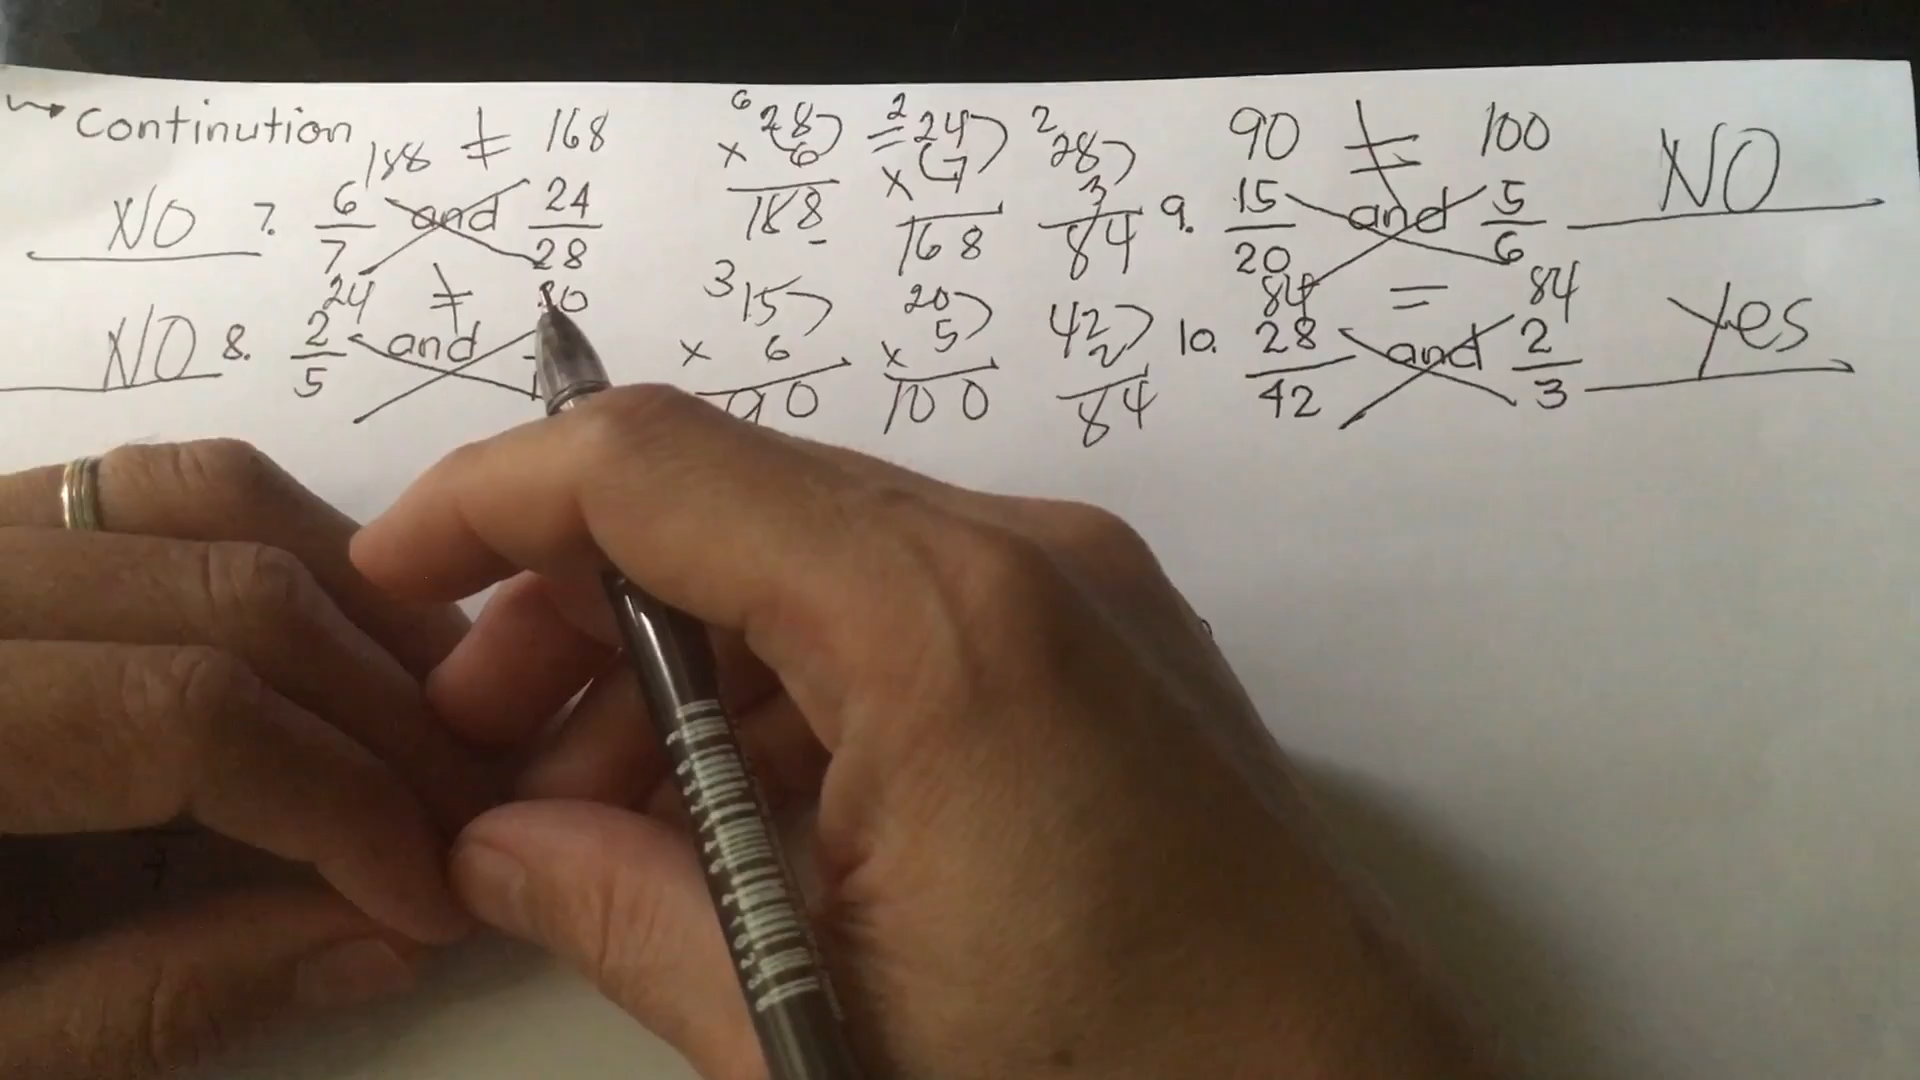 Continution
188 ≠ 168
NO 7. 6/7 and 24/28
24 ≠
NO 8. 2/5 and
6 28
× 6
188
2 24
× 7
168
2 28
3
84
3 15
× 6
90
20
× 5
100
42
2
84
90 ≠ 100
9. 15/20 and 5/6 NO
84 = 84
10. 28/42 and 2/3 Yes